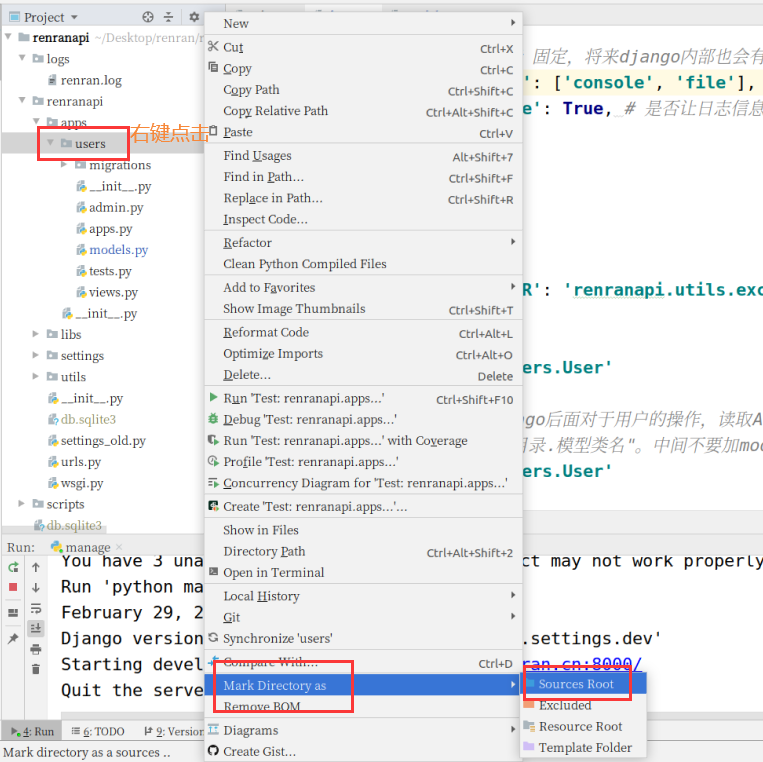 Project
renranapi ~/Desktop/renran/r
logs
renran.log
renranapi
apps
users
右键点击
migrations
__init__.py
admin.py
apps.py
models.py
tests.py
views.py
__init__.py
libs
settings
utils
__init__.py
db.sqlite3
settings_old.py
urls.py
wsgi.py
scripts
db.sqlite3
New
Cut Ctrl+X
Copy Ctrl+C
Copy Path Ctrl+Shift+C
Copy Relative Path Ctrl+Alt+Shift+C
Paste Ctrl+V
Find Usages Alt+Shift+7
Find in Path... Ctrl+Shift+F
Replace in Path... Ctrl+Shift+R
Inspect Code...
Refactor
Clean Python Compiled Files
Add to Favorites
Show Image Thumbnails Ctrl+Shift+T
Reformat Code Ctrl+Alt+L
Optimize Imports Ctrl+Alt+O
Delete... Delete
Run 'Test: renranapi.apps...' Ctrl+Shift+F10
Debug 'Test: renranapi.apps...'
Run 'Test: renranapi.apps...' with Coverage
Profile 'Test: renranapi.apps...'
Concurrency Diagram for 'Test: renranapi.apps...'
Create 'Test: renranapi.apps...'...
Show in Files
Directory Path Ctrl+Alt+Shift+2
Open in Terminal
Local History
Git
Synchronize 'users'
Compare With... Ctrl+D
Mark Directory as
Remove BOM
Diagrams
Create Gist...
Sources Root
Excluded
Resource Root
Template Folder
固定，将来django内部也会有
': ['console', 'file'],
e': True, # 是否让日志信息
R': 'renranapi.utils.exc
ers.User'
go后面对于用户的操作，读取A
目录.模型类名"。中间不要加mod
ers.User'
Run: manage
You have 3 una ct may not work properly
Run 'python ma
February 29, 2
Django version .settings.dev'
Starting devel ran.cn:8000/
Quit the serve
4: Run 6: TODO 9: Version
Mark directory as a sources ..